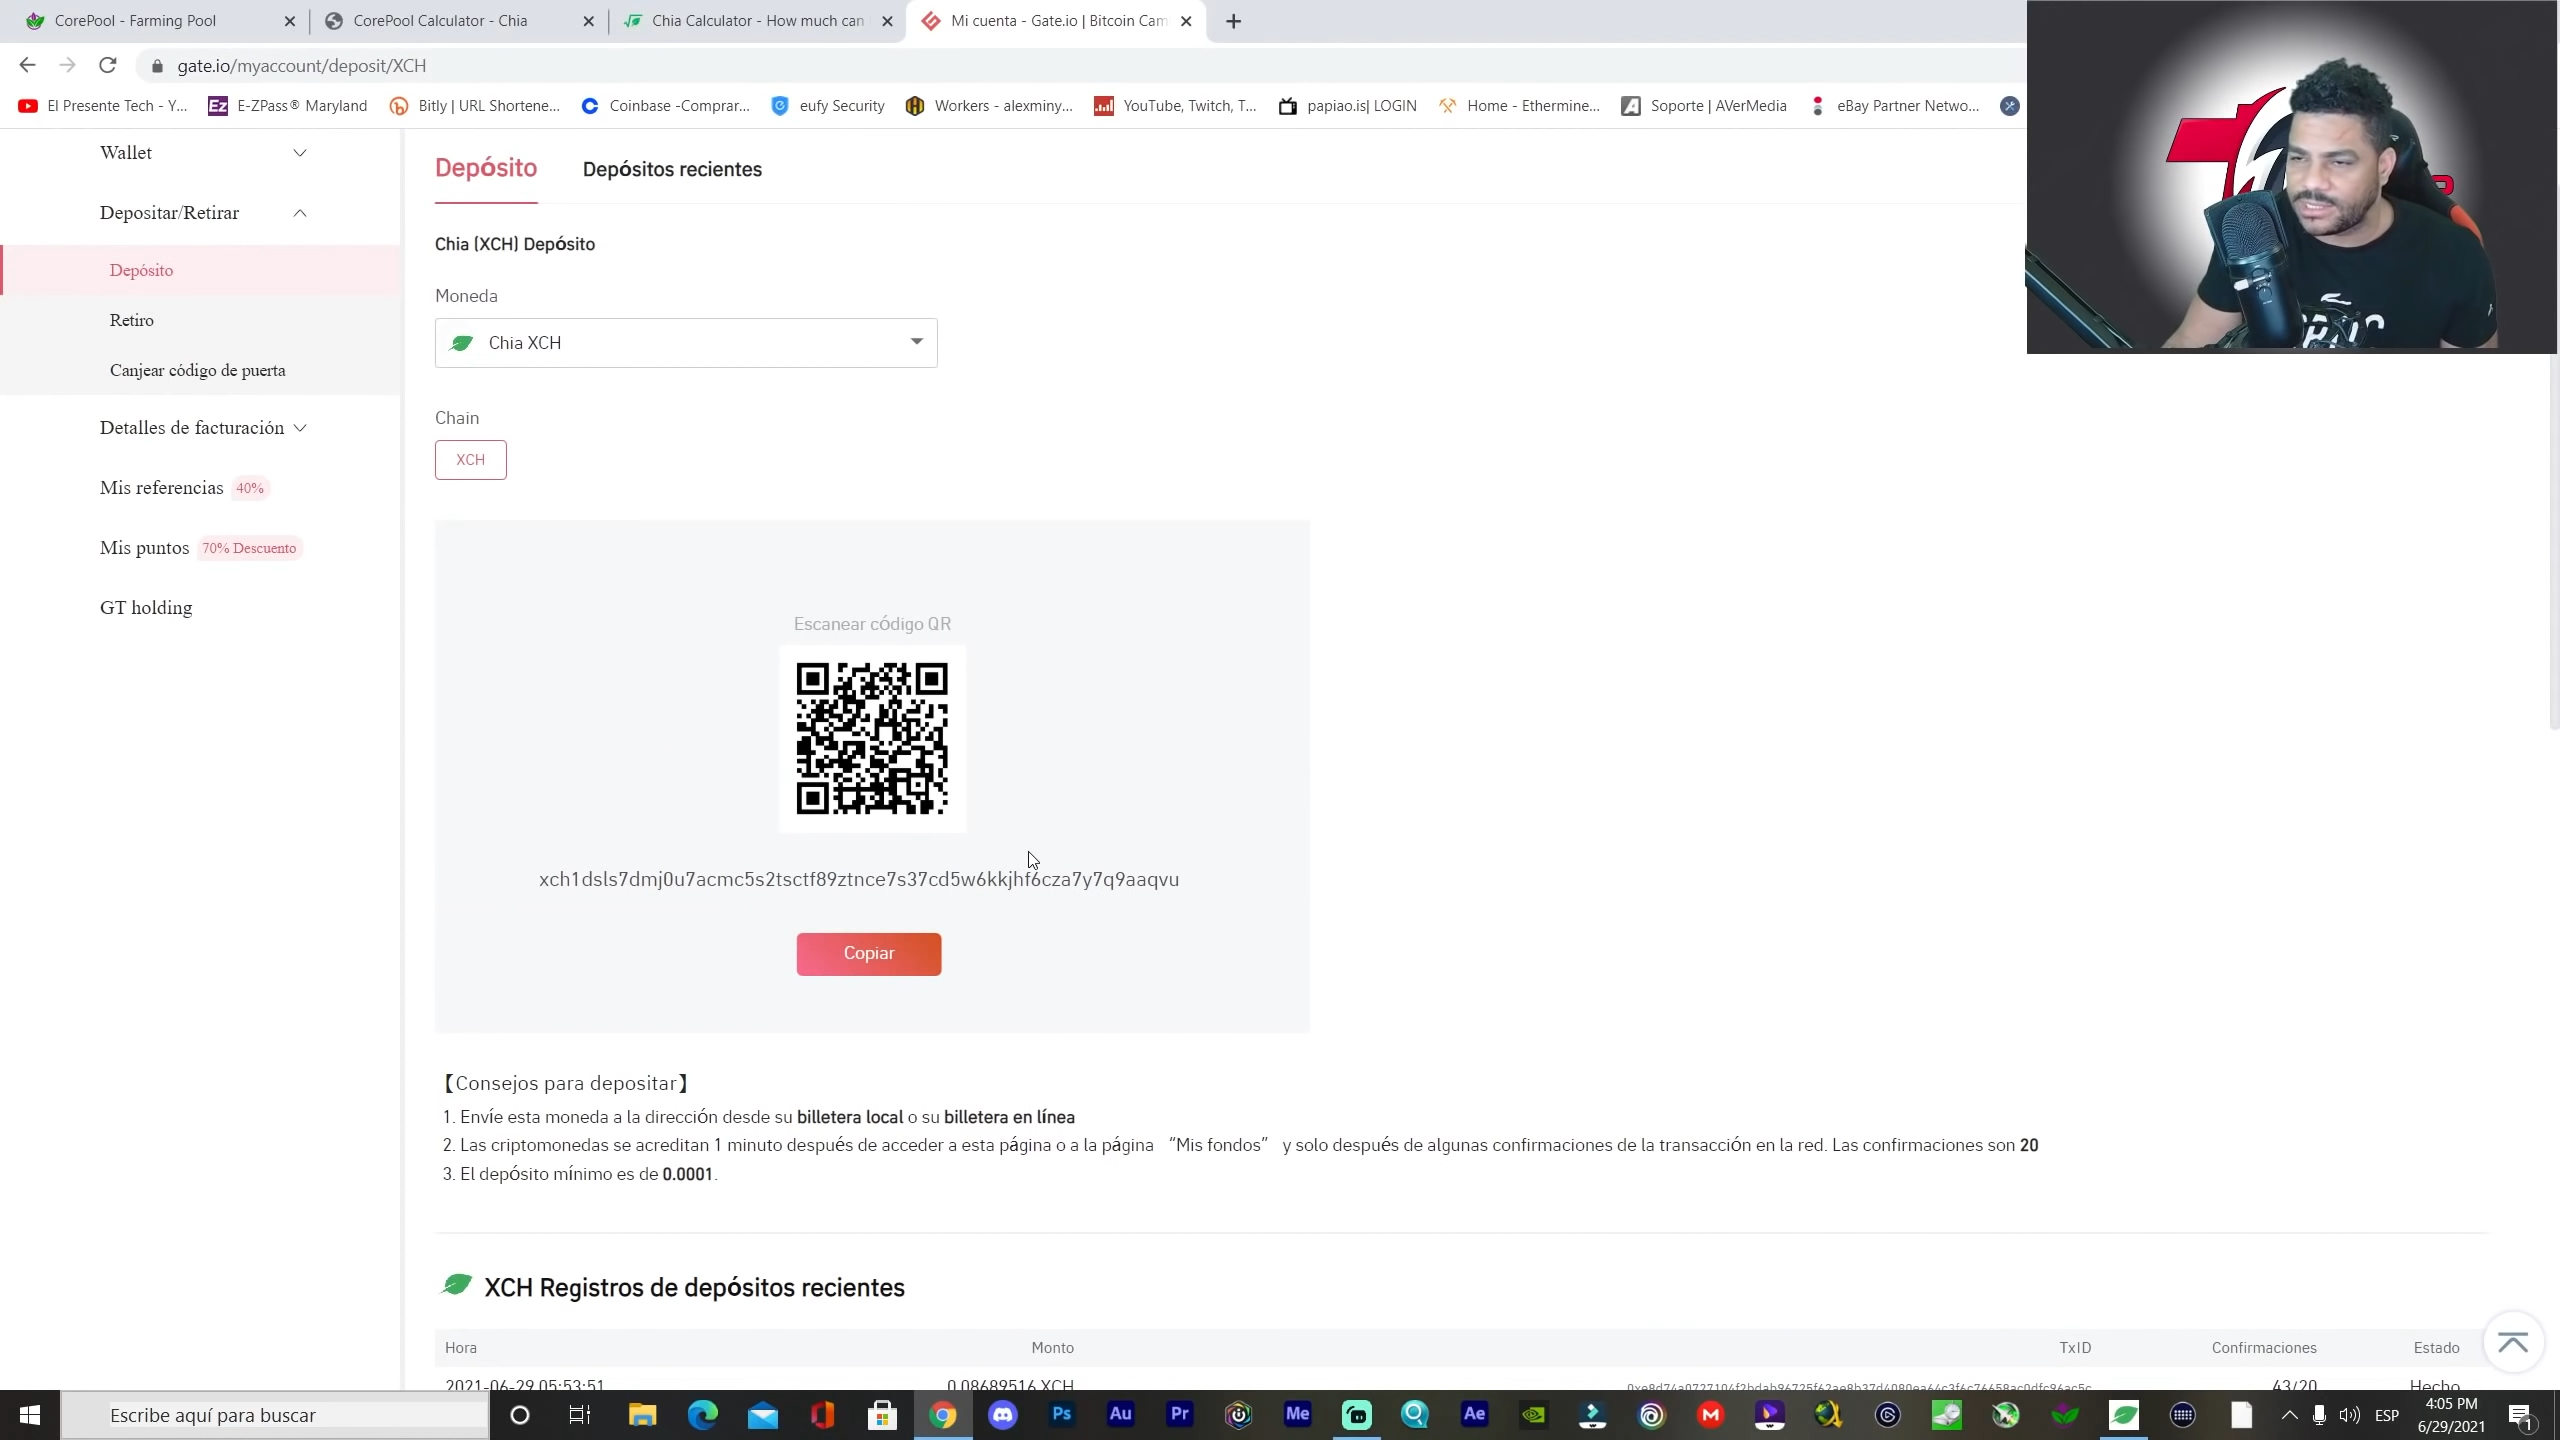 CorePool - Farming Pool
CorePool Calculator - Chia
Chia Calculator - How much can
Mi cuenta - Gate.io | Bitcoin Cam
gate.io/myaccount/deposit/XCH
El Presente Tech - Y...
E-ZPass® Maryland
Bitly | URL Shortene...
Coinbase -Comprar...
eufy Security
Workers - alexminy...
YouTube, Twitch, T...
papiao.is| LOGIN
Home - Ethermine...
Soporte | AVerMedia
eBay Partner Netwo...
Wallet
Depositar/Retirar
Depósito
Retiro
Canjear código de puerta
Detalles de facturación
Mis referencias 40%
Mis puntos 70% Descuento
GT holding
Depósito
Depósitos recientes
Chia (XCH) Depósito
Moneda
Chia XCH
Chain
XCH
Escanear código QR
xch1dsls7dmj0u7acmc5s2tsctf89ztnce7s37cd5w6kkjhf6cza7y7q9aaqvu
Copiar
【Consejos para depositar】
1. Envíe esta moneda a la dirección desde su billetera local o su billetera en línea
2. Las criptomonedas se acreditan 1 minuto después de acceder a esta página o a la página “Mis fondos” y solo después de algunas confirmaciones de la transacción en la red. Las confirmaciones son 20
3. El depósito mínimo es de 0.0001.
XCH Registros de depósitos recientes
Hora Monto TxID Confirmaciones Estado
2021-06-29 05:53:51 0.08689516 XCH 43/20 Hecho
Escribe aquí para buscar
Ps
Au
Pr
Me
Ae
ESP
4:05 PM
6/29/2021
1